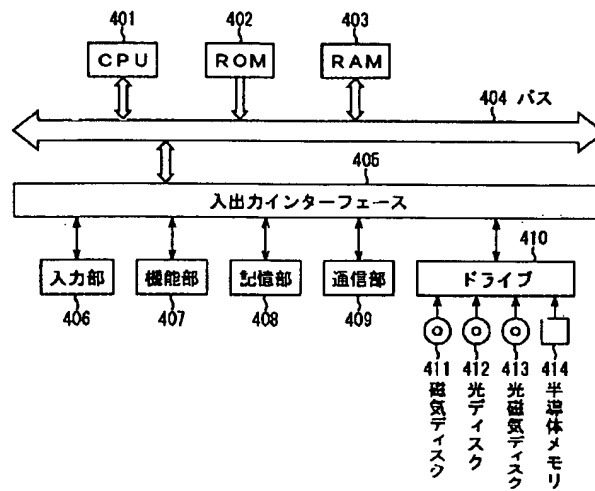 401
402
403
CPU
ROM
RAM
404 バス
405
入出力インターフェース
410
入力部
機能部
記憶部
通信部
ドライブ
406
407
408
409
411
412
413
414
磁気ディスク
光ディスク
光磁気ディスク
半導体メモリ